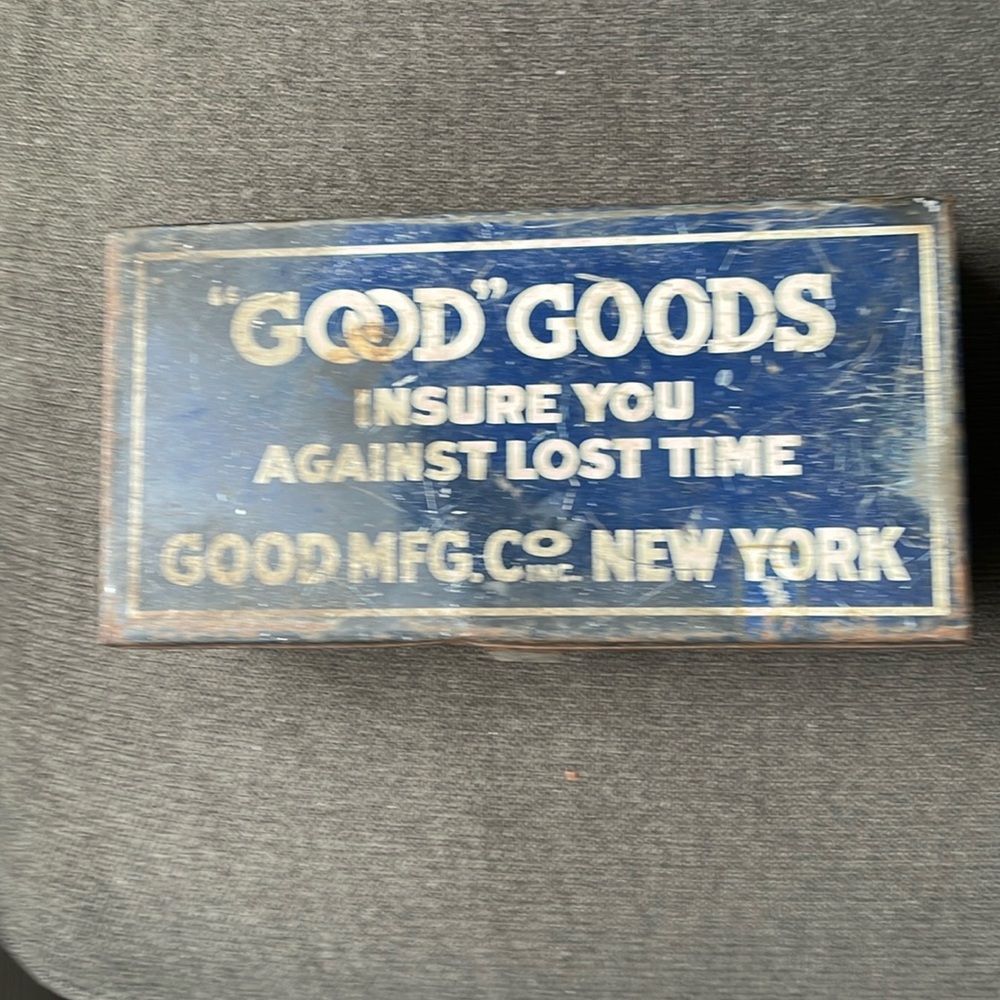 “GOOD” GOODS
INSURE YOU
AGAINST LOST TIME
GOOD MFG. CO. INC. NEW YORK